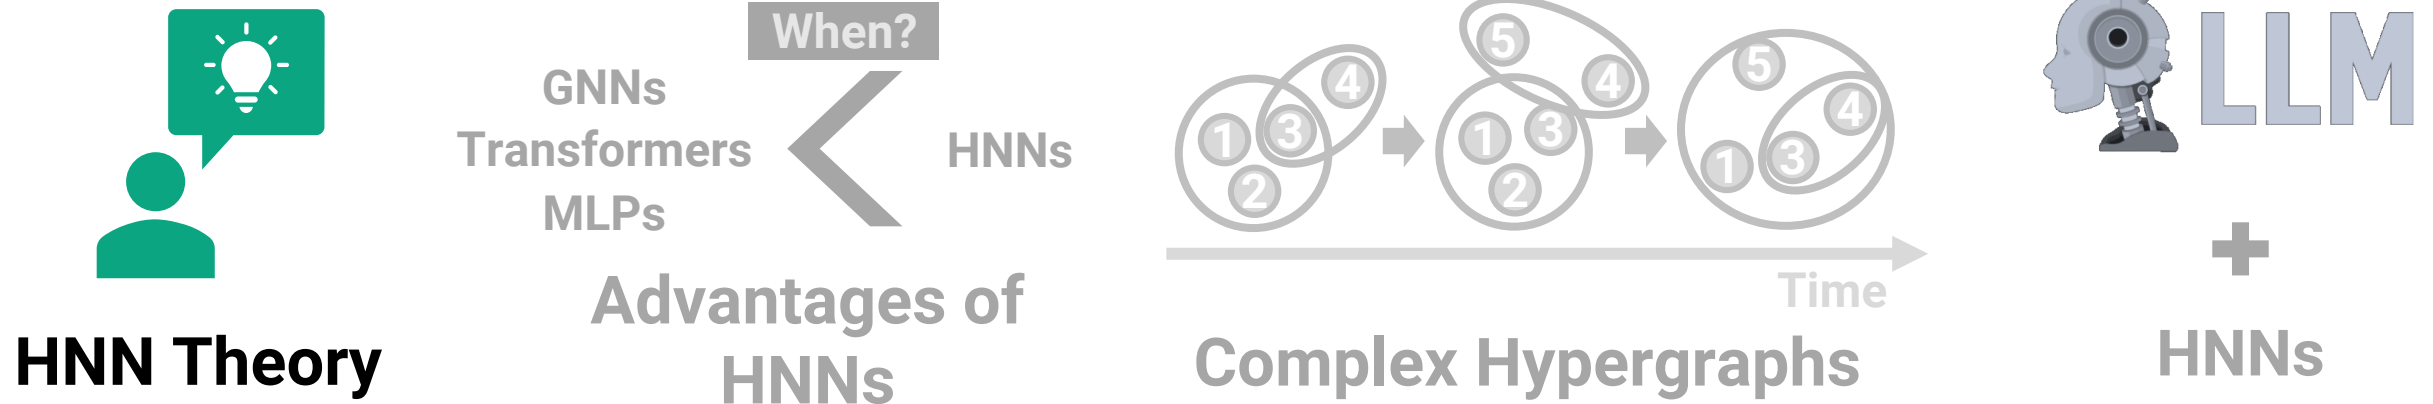 HNN Theory
When?
GNNs
Transformers
MLPs
HNNs
Advantages of
HNNs
1
2
3
4
5
4
1
3
2
5
4
1
3
Time
Complex Hypergraphs
LLM
HNNs